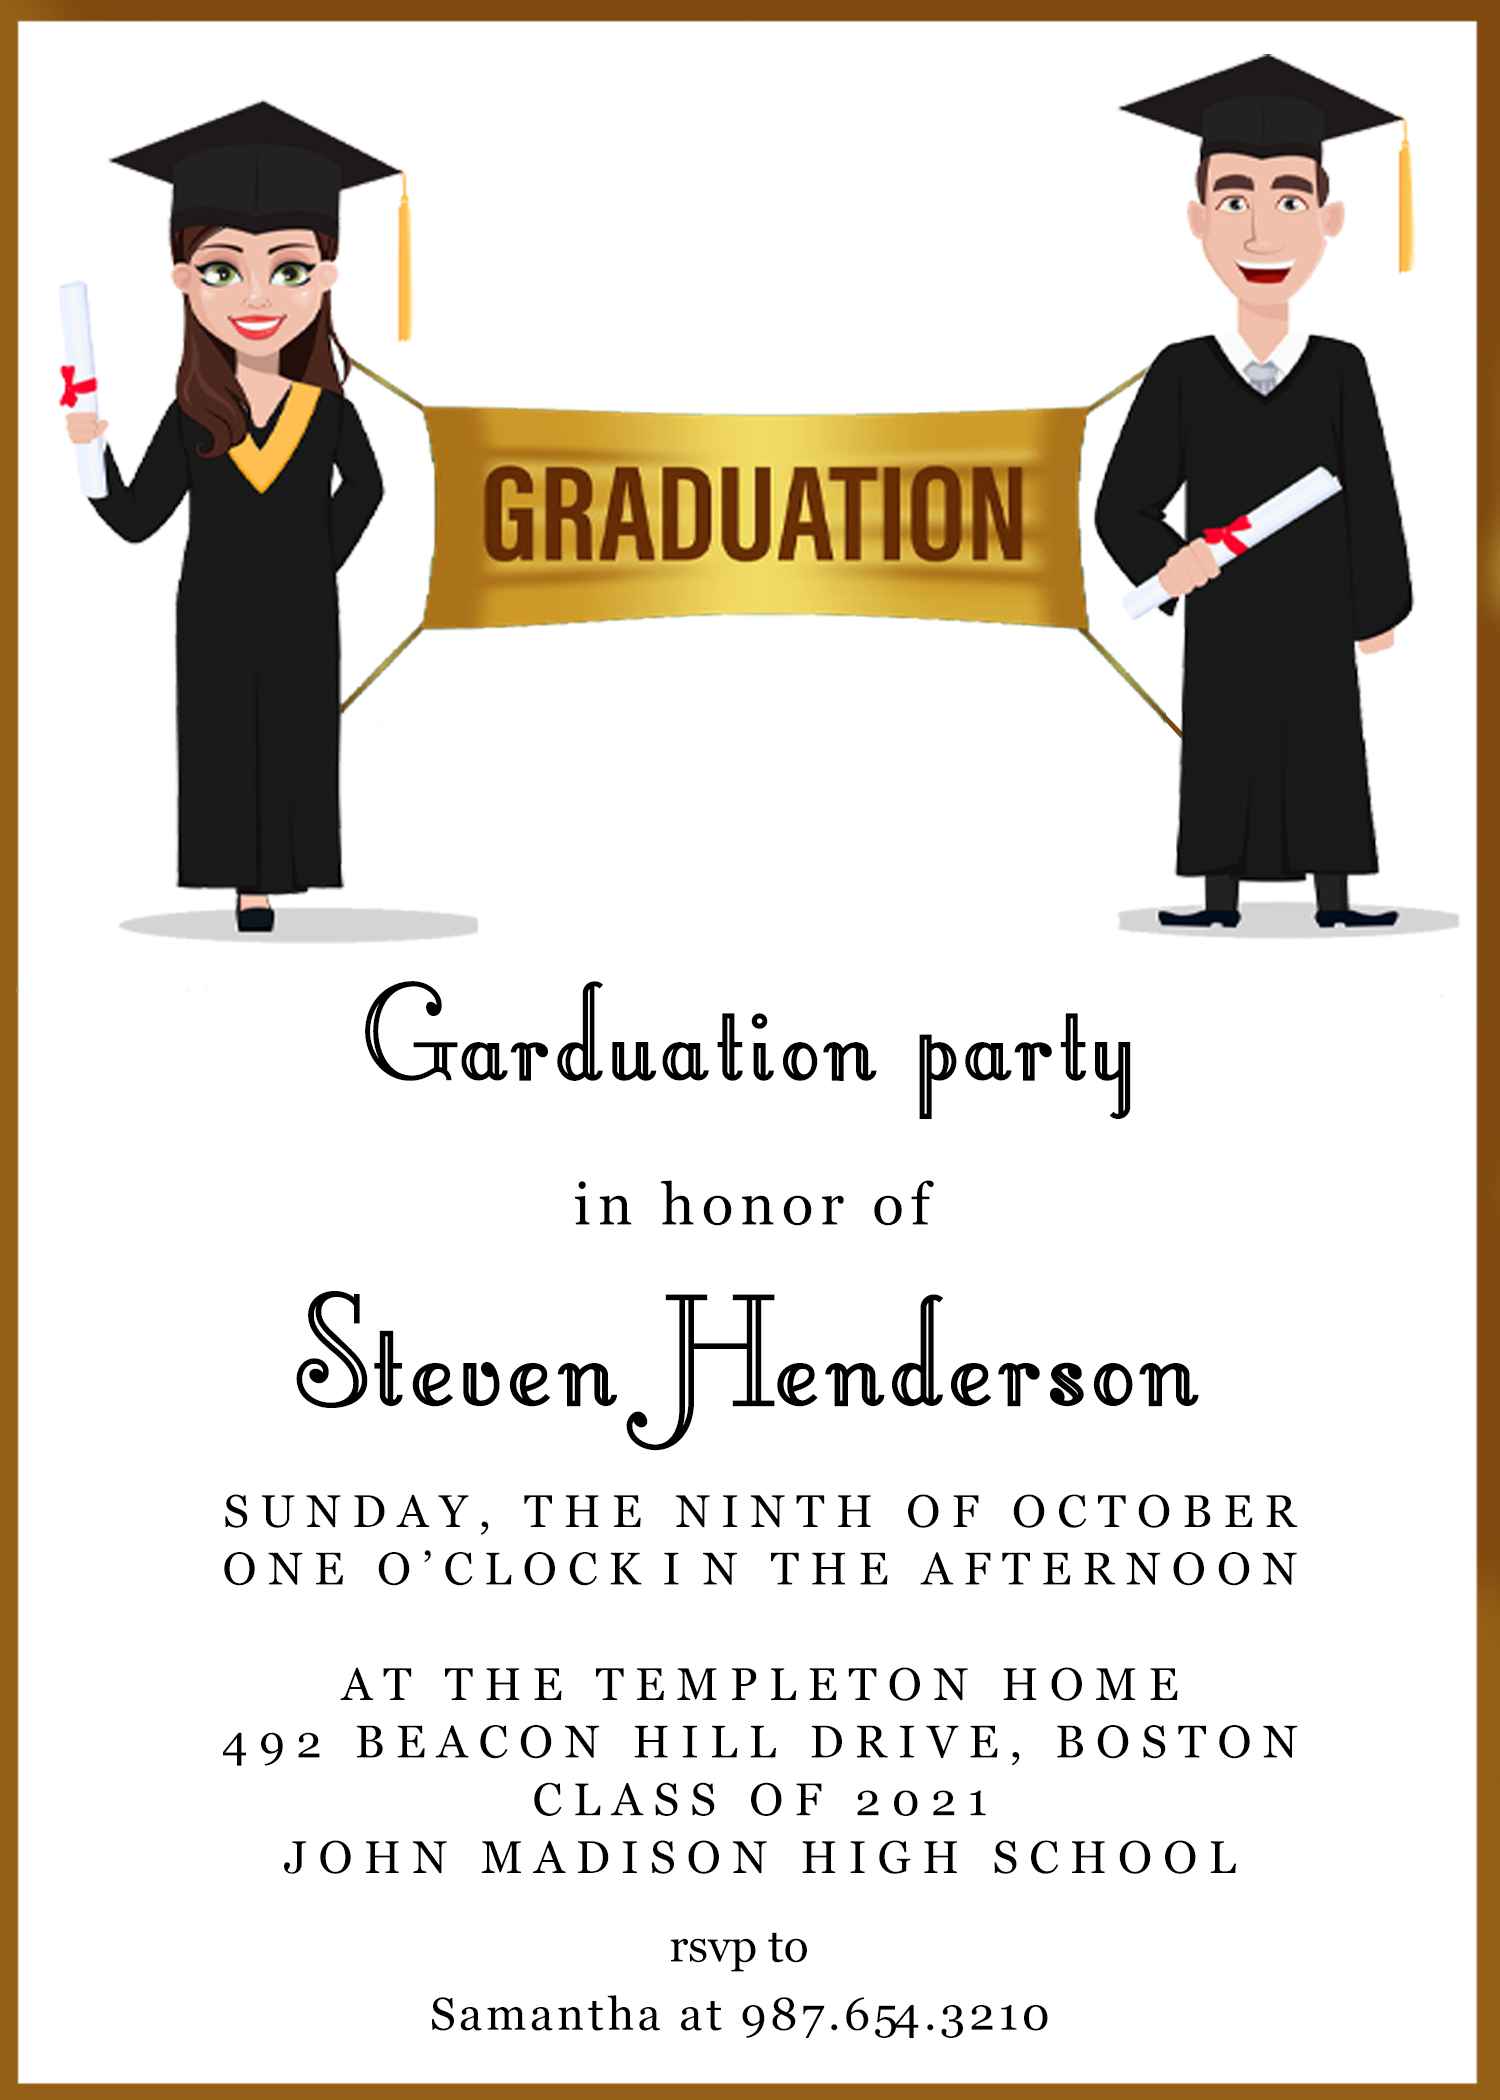 GRADUATION
Garduation party
in honor of
Steven Henderson
SUNDAY, THE NINTH OF OCTOBER
ONE O’CLOCK IN THE AFTERNOON
AT THE TEMPLETON HOME
492 BEACON HILL DRIVE, BOSTON
CLASS OF 2021
JOHN MADISON HIGH SCHOOL
rsvp to
Samantha at 987.654.3210